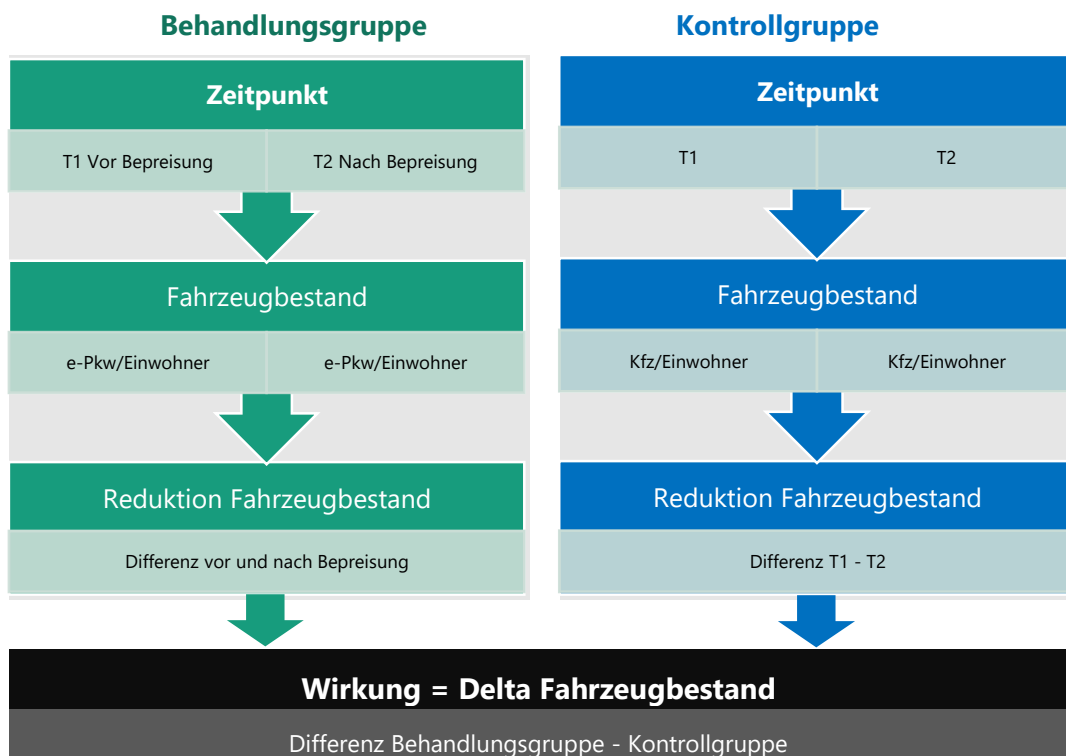 Behandlungsgruppe
Zeitpunkt
T1 Vor Bepreisung
T2 Nach Bepreisung
Fahrzeugbestand
e-Pkw/Einwohner
e-Pkw/Einwohner
Reduktion Fahrzeugbestand
Differenz vor und nach Bepreisung
Kontrollgruppe
Zeitpunkt
T1
T2
Fahrzeugbestand
Kfz/Einwohner
Kfz/Einwohner
Reduktion Fahrzeugbestand
Differenz T1 - T2
Wirkung = Delta Fahrzeugbestand
Differenz Behandlungsgruppe - Kontrollgruppe